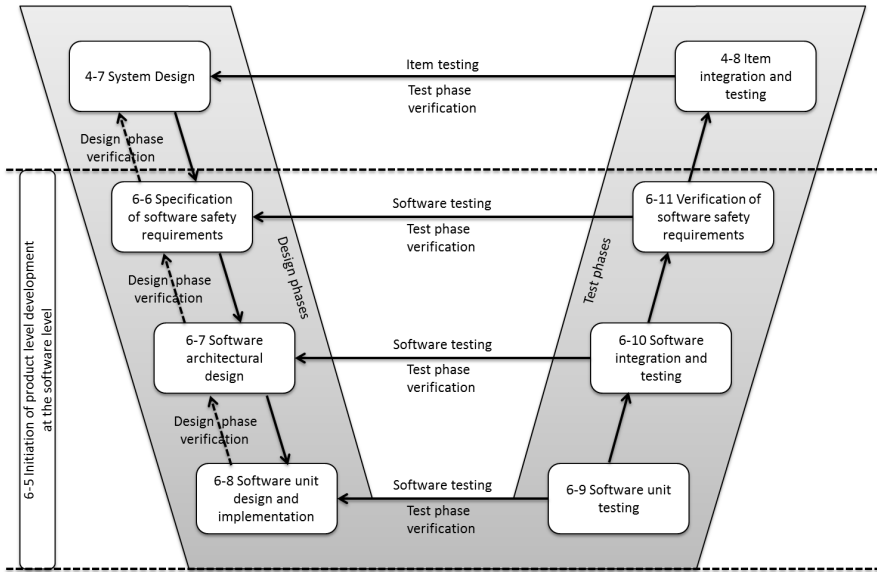 4-7 System Design
Item testing
Test phase
verification
4-8 Item
integration and
testing
Design phase
verification
6-5 Initiation of product level development
at the software level
6-6 Specification
of software safety
requirements
Software testing
Test phase
verification
6-11 Verification of
software safety
requirements
Design phases
Test phases
Design phase
verification
6-7 Software
architectural
design
Software testing
Test phase
verification
6-10 Software
integration and
testing
Design phase
verification
6-8 Software unit
design and
implementation
Software testing
Test phase
verification
6-9 Software unit
testing